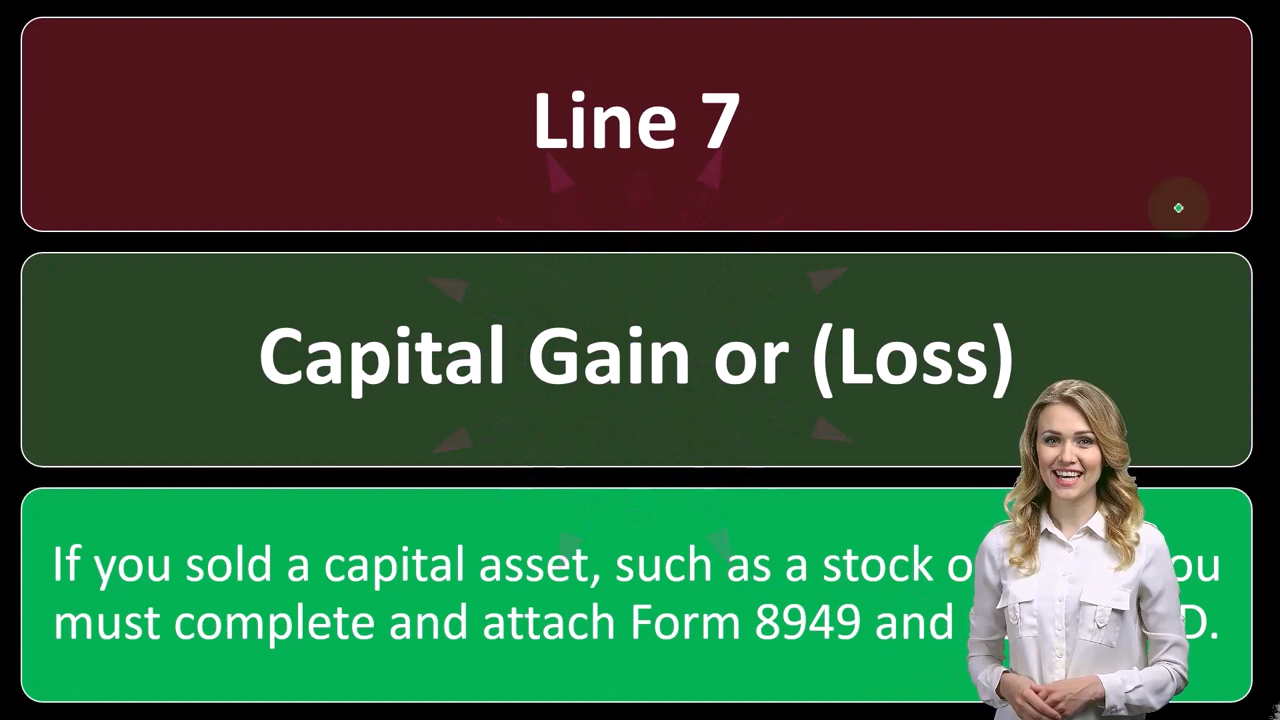 Line 7
Capital Gain or (Loss)
If you sold a capital asset, such as a stock o ou
must complete and attach Form 8949 and D.